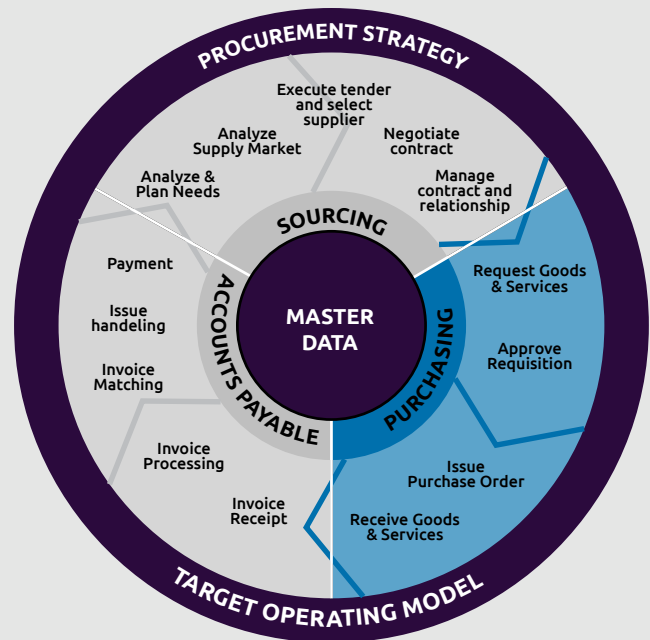 PROCUREMENT STRATEGY
Execute tender
and select
supplier
Analyze
Supply Market
Negotiate
contract
Analyze &
Plan Needs
Manage
contract and
relationship
SOURCING
Payment
Request Goods
& Services
Issue
handeling
ACCOUNTS PAYABLE
MASTER
DATA
PURCHASING
Approve
Requisition
Invoice
Matching
Invoice
Processing
Issue
Purchase Order
Invoice
Receipt
Receive Goods
& Services
TARGET OPERATING MODEL